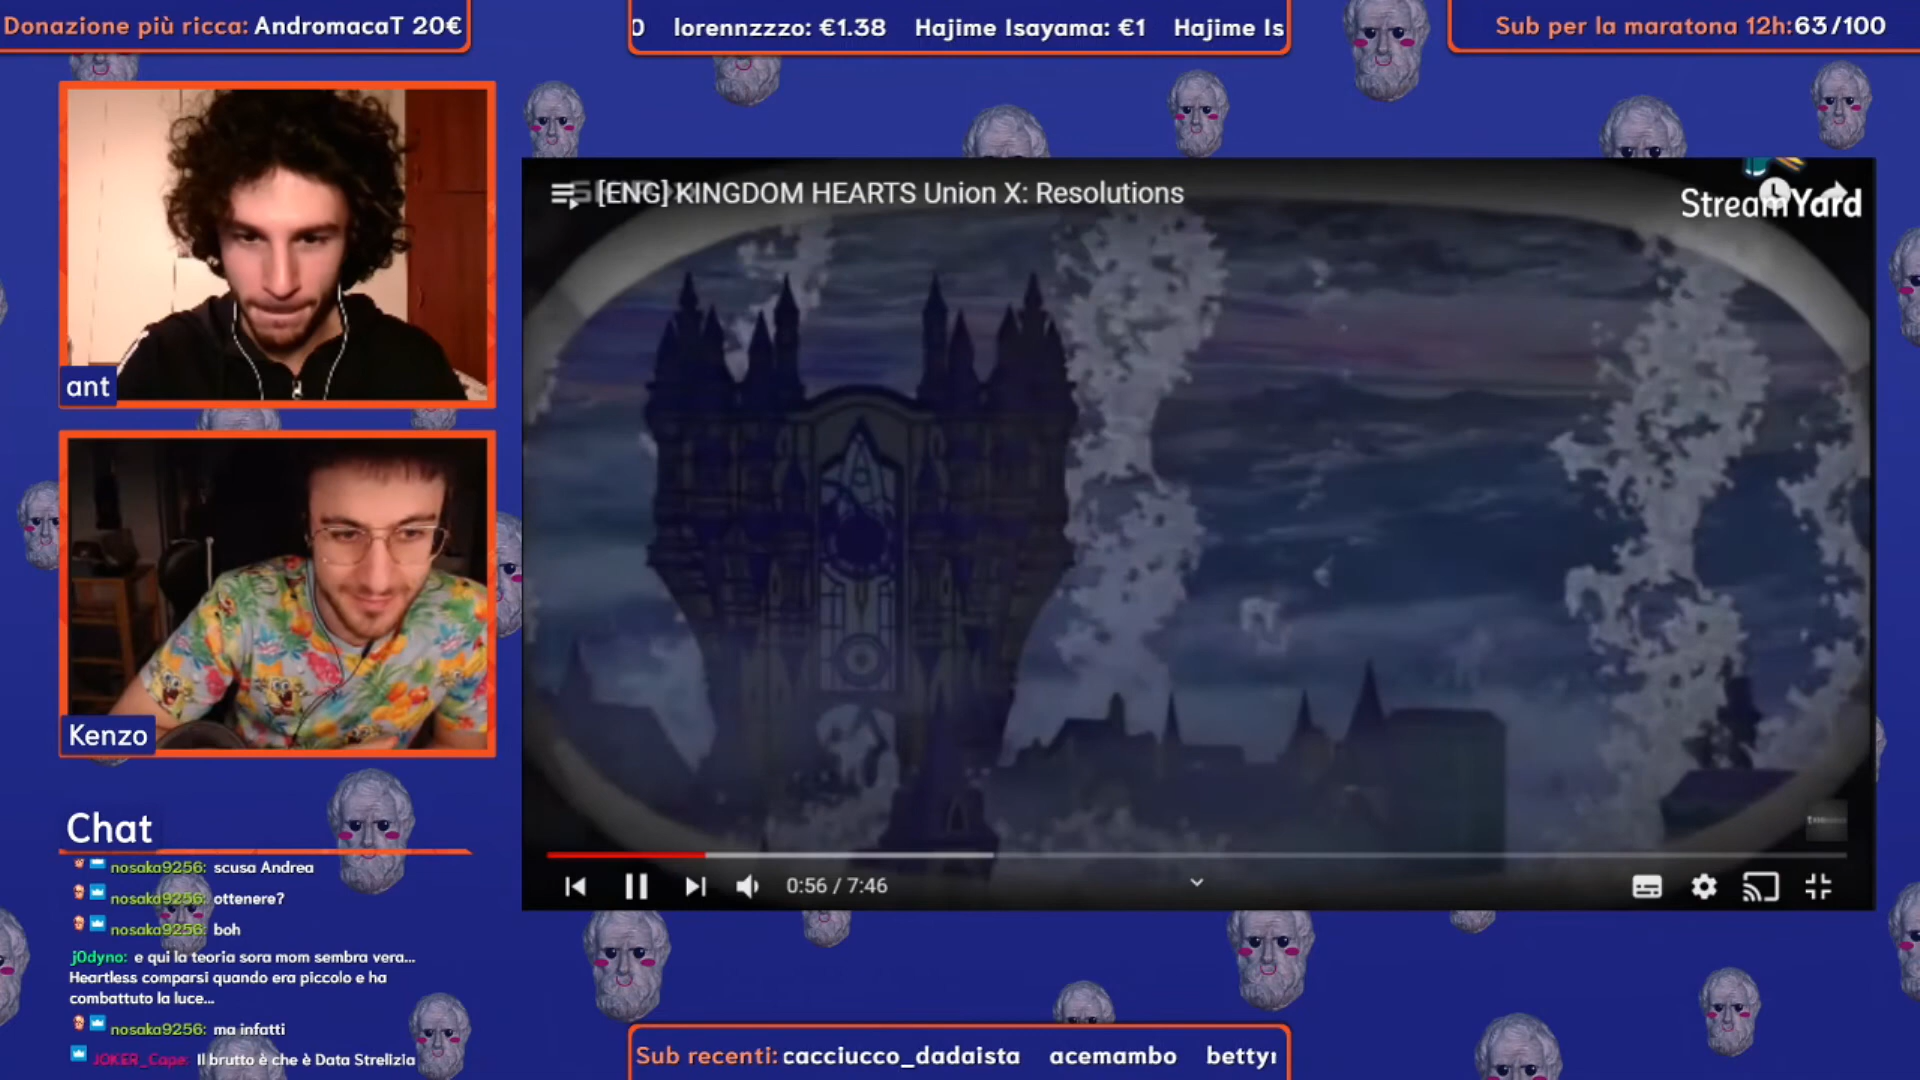 Donazione più ricca: AndromacaT 20€
0 lorennzzzo: €1.38 Hajime Isayama: €1 Hajime Is
Sub per la maratona 12h:63/100
[ENG] KINGDOM HEARTS Union X: Resolutions
StreamYard
ant
Kenzo
0:56 / 7:46
Chat
nosaka9256: scusa Andrea
nosaka9256: ottenere?
nosaka9256: boh
j0dyno: e qui la teoria sora mom sembra vera...
Heartless comparsi quando era piccolo e ha
combattuto la luce...
nosaka9256: ma infatti
JOKER_Cape: Il brutto è che è Data Strelizia
Sub recenti: cacciucco_dadaista acemambo betty